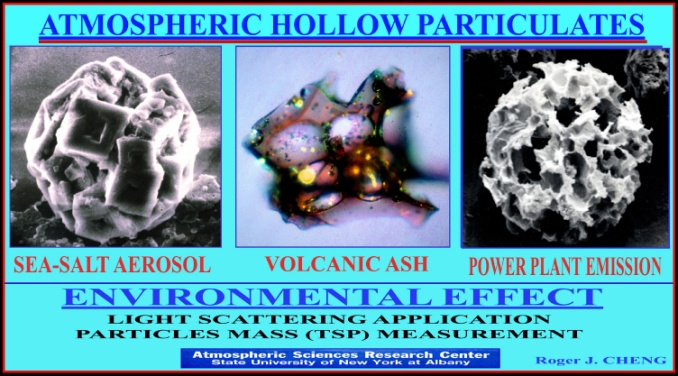 ATMOSPHERIC HOLLOW PARTICULATES
SEA-SALT AEROSOL
VOLCANIC ASH
POWER PLANT EMISSION
ENVIRONMENTAL EFFECT
LIGHT SCATTERING APPLICATION
PARTICLES MASS (TSP) MEASUREMENT
Atmospheric Sciences Research Center
State University of New York at Albany
Roger J. CHENG